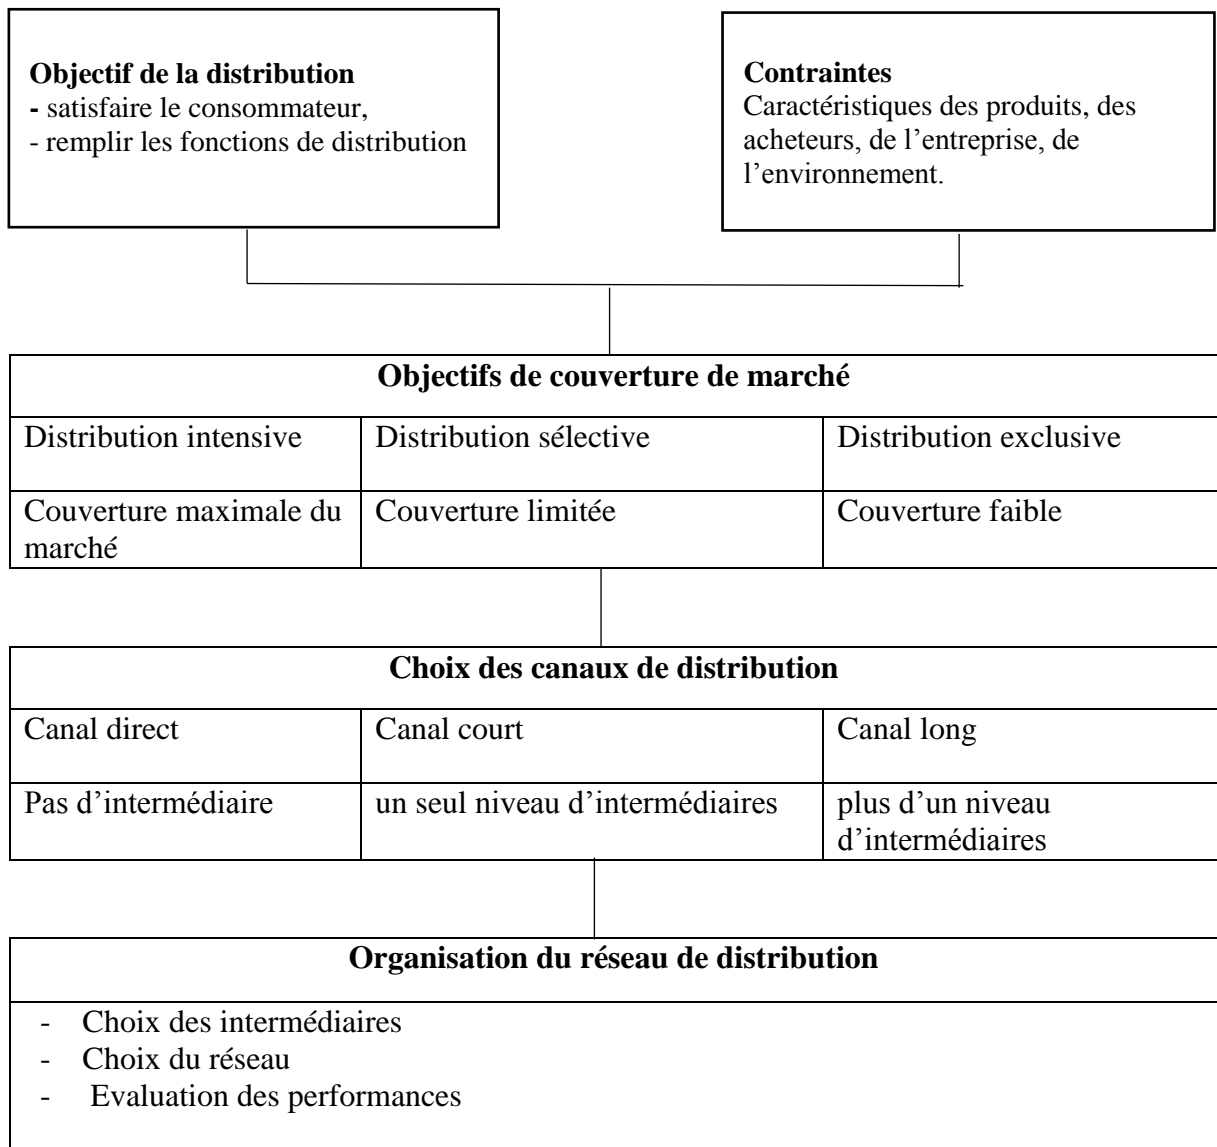 Objectif de la distribution
- satisfaire le consommateur,
- remplir les fonctions de distribution
Contraintes
Caractéristiques des produits, des
acheteurs, de l’entreprise, de
l’environnement.
Objectifs de couverture de marché
Distribution intensive
Distribution sélective
Distribution exclusive
Couverture maximale du
marché
Couverture limitée
Couverture faible
Choix des canaux de distribution
Canal direct
Canal court
Canal long
Pas d’intermédiaire
un seul niveau d’intermédiaires
plus d’un niveau
d’intermédiaires
Organisation du réseau de distribution
- Choix des intermédiaires
- Choix du réseau
- Evaluation des performances